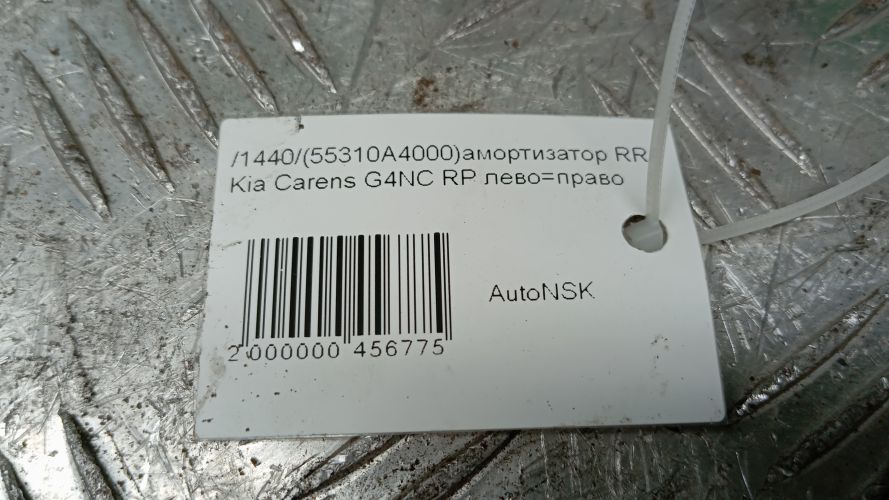 /1440/(55310A4000)амортизатор RR
Kia Carens G4NC RP лево=право
AutoNSK
2 000000 456775